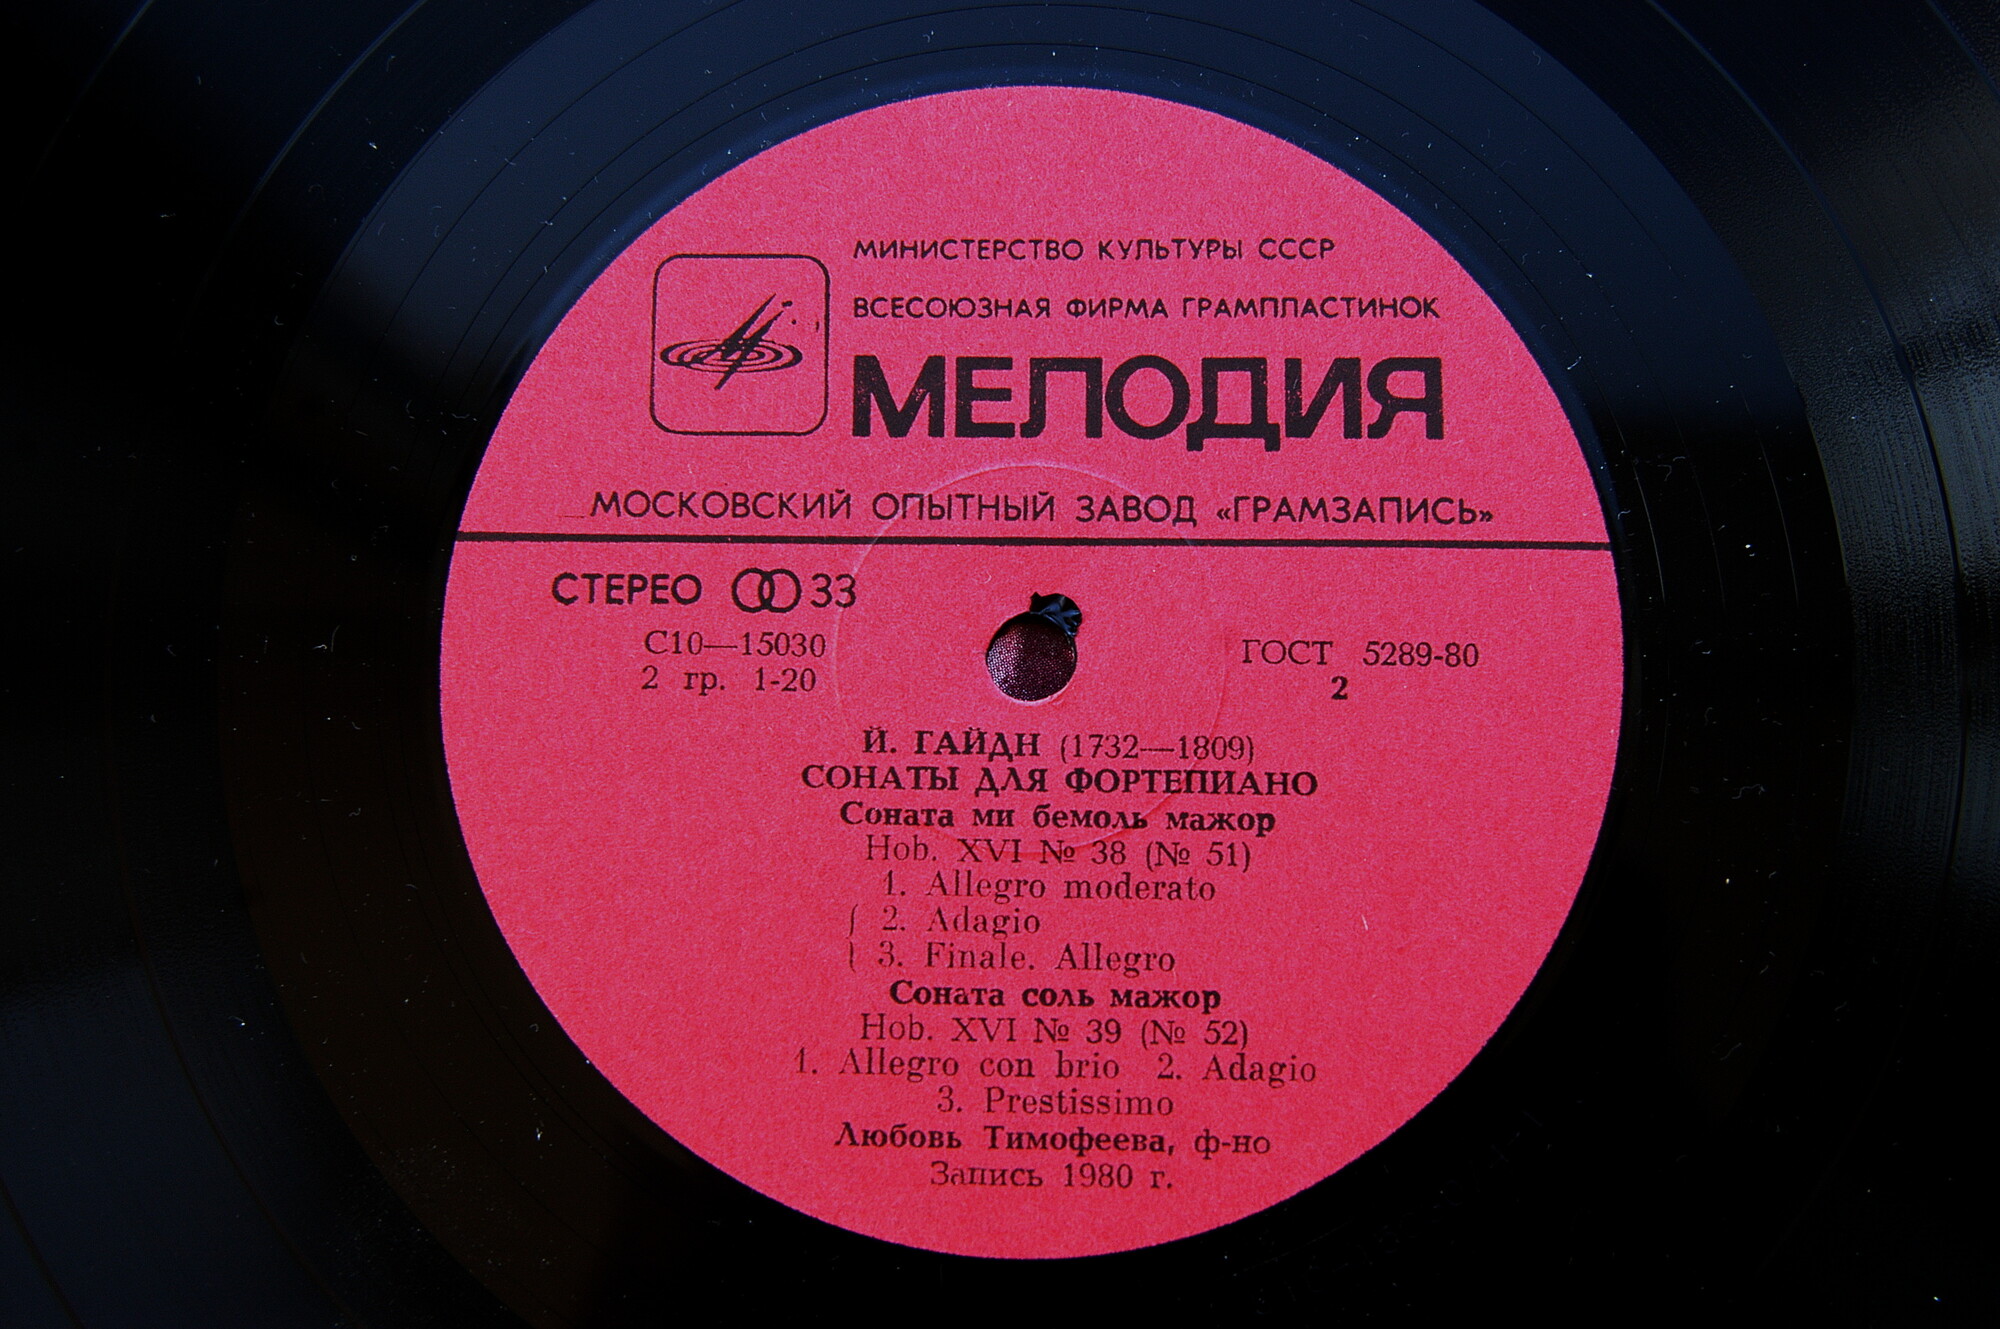 МИНИСТЕРСТВО КУЛЬТУРЫ СССР
ВСЕСОЮЗНАЯ ФИРМА ГРАМПЛАСТИНОК
МЕЛОДИЯ
МОСКОВСКИЙ ОПЫТНЫЙ ЗАВОД «ГРАМЗАПИСЬ»
СТЕРЕО 33
С10—15030
2 гр. 1-20
ГОСТ 5289-80
2
Й. ГАЙДН (1732—1809)
СОНАТЫ ДЛЯ ФОРТЕПИАНО
Соната ми бемоль мажор
Hob. XVI № 38 (№ 51)
1. Allegro moderato
2. Adagio
3. Finale. Allegro
Соната соль мажор
Hob. XVI № 39 (№ 52)
1. Allegro con brio 2. Adagio
3. Prestissimo
Любовь Тимофеева, ф-но
Запись 1980 г.